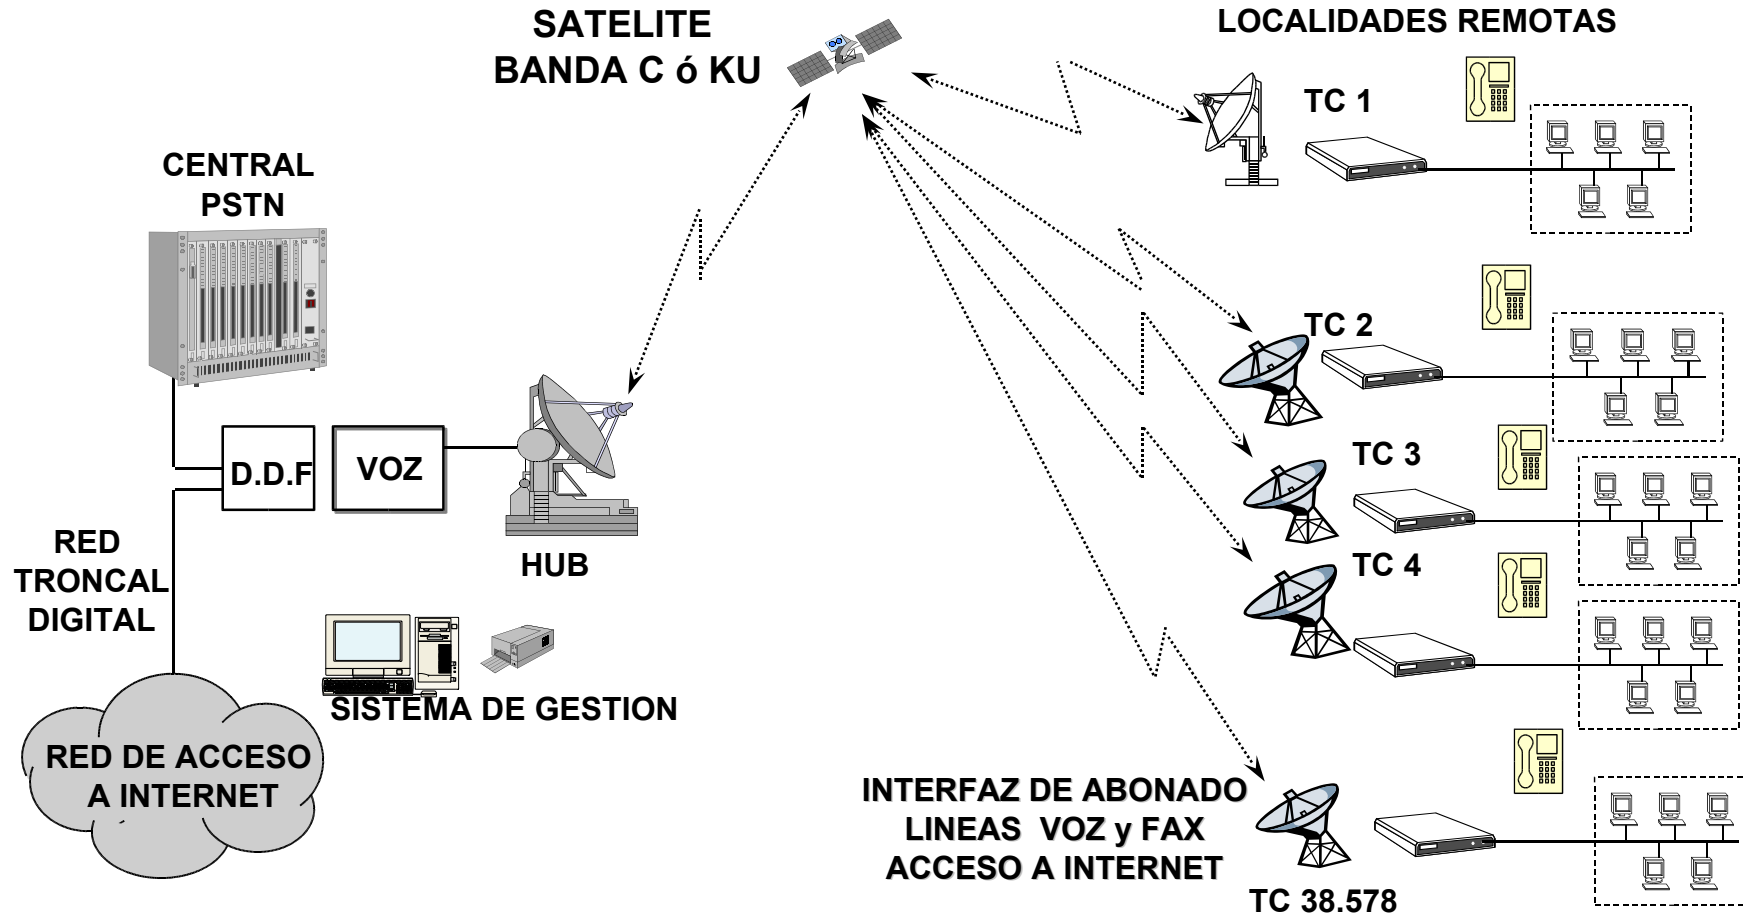 SATELITE
BANDA C ó KU
LOCALIDADES REMOTAS
TC 1
CENTRAL
PSTN
TC 2
D.D.F
VOZ
TC 3
HUB
TC 4
RED
TRONCAL
DIGITAL
SISTEMA DE GESTION
RED DE ACCESO
A INTERNET
INTERFAZ DE ABONADO
LINEAS VOZ y FAX
ACCESO A INTERNET
TC 38.578